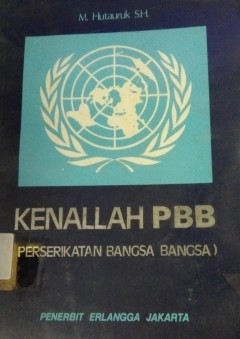 M. Hutauruk S.H.
KENALLAH PBB
(PERSERIKATAN BANGSA BANGSA)
PENERBIT ERLANGGA JAKARTA